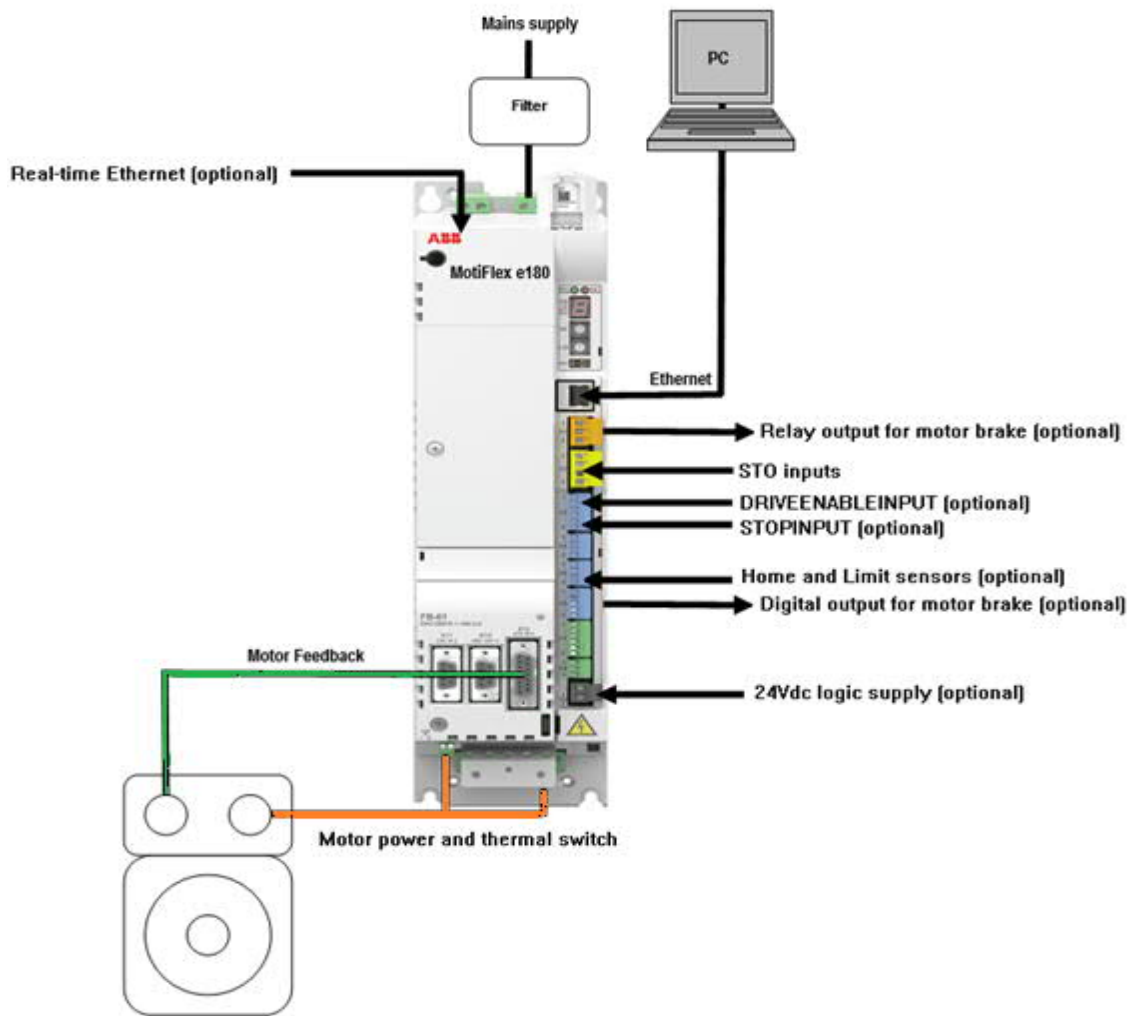 Mains supply
PC
Filter
Real-time Ethernet (optional)
ABB
MotiFlex e180
Ethernet
Relay output for motor brake (optional)
STO inputs
DRIVEENABLEINPUT (optional)
STOPINPUT (optional)
Home and Limit sensors (optional)
Digital output for motor brake (optional)
FB-01
Motor Feedback
24Vdc logic supply (optional)
Motor power and thermal switch